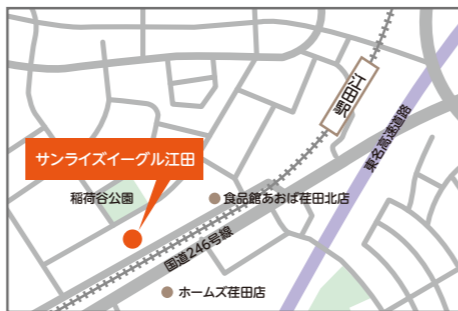 江田駅
東名高速道路
サンライズイーグル江田
稲荷谷公園
食品館あおば荏田北店
国道246号線
ホームズ荏田店